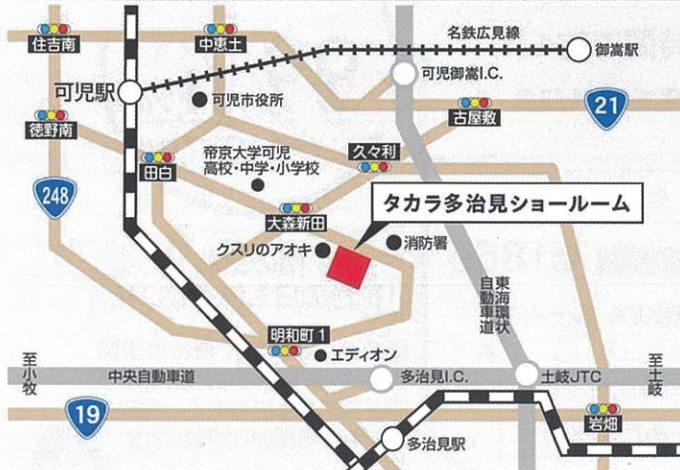 名鉄広見線
住吉南
中恵土
御嵩駅
可児御嵩I.C.
可児駅
可児市役所
古屋敷
21
徳野南
帝京大学可児
高校・中学・小学校
久々利
田白
248
タカラ多治見ショールーム
大森新田
クスリのアオキ
消防署
東海環状
自動車道
明和町1
エディオン
至小牧
中央自動車道
多治見I.C.
土岐JTC
至土岐
19
岩畑
多治見駅